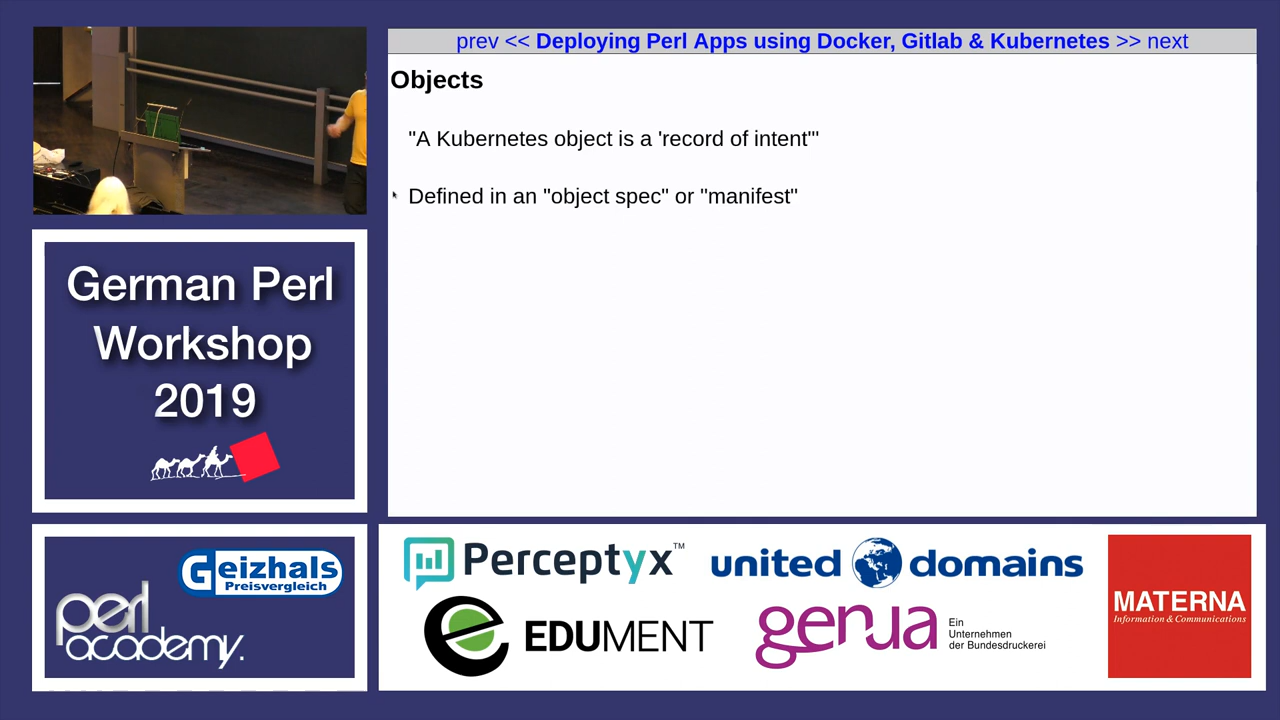 prev << Deploying Perl Apps using Docker, Gitlab & Kubernetes >> next
Objects
"A Kubernetes object is a 'record of intent'"
Defined in an "object spec" or "manifest"
German Perl
Workshop
2019
Geizhals
Preisvergleich
perl
academy.
Perceptyx™
united domains
EDUMENT
genua
Ein
Unternehmen
der Bundesdruckerei
MATERNA
Information & Communications